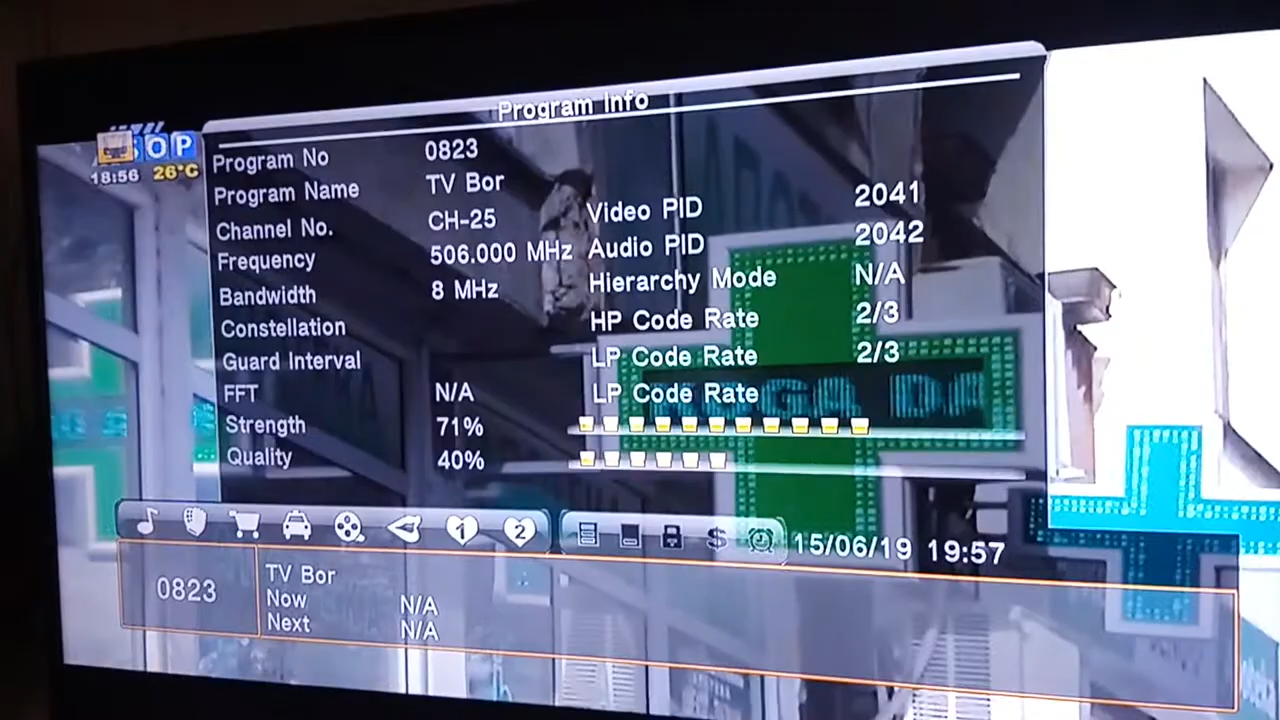 Program Info
SOP
18:56 26°C
Program No 0823
Program Name TV Bor
Channel No. CH-25
Frequency 506.000 MHz
Bandwidth 8 MHz
Constellation
Guard Interval
FFT N/A
Strength 71%
Quality 40%
Video PID 2041
Audio PID 2042
Hierarchy Mode N/A
HP Code Rate 2/3
LP Code Rate 2/3
LP Code Rate
1 2
$
15/06/19 19:57
0823
TV Bor
Now N/A
Next N/A